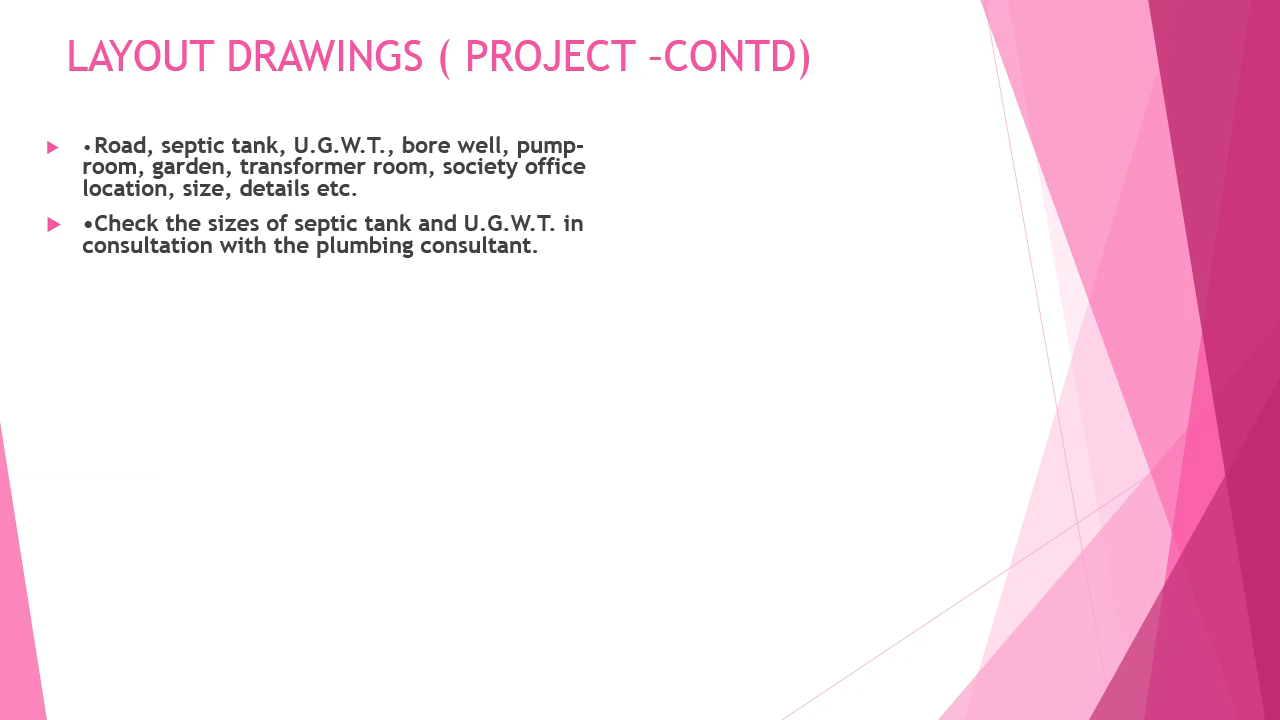 LAYOUT DRAWINGS ( PROJECT –CONTD)
•Road, septic tank, U.G.W.T., bore well, pump-
room, garden, transformer room, society office
location, size, details etc.
•Check the sizes of septic tank and U.G.W.T. in
consultation with the plumbing consultant.